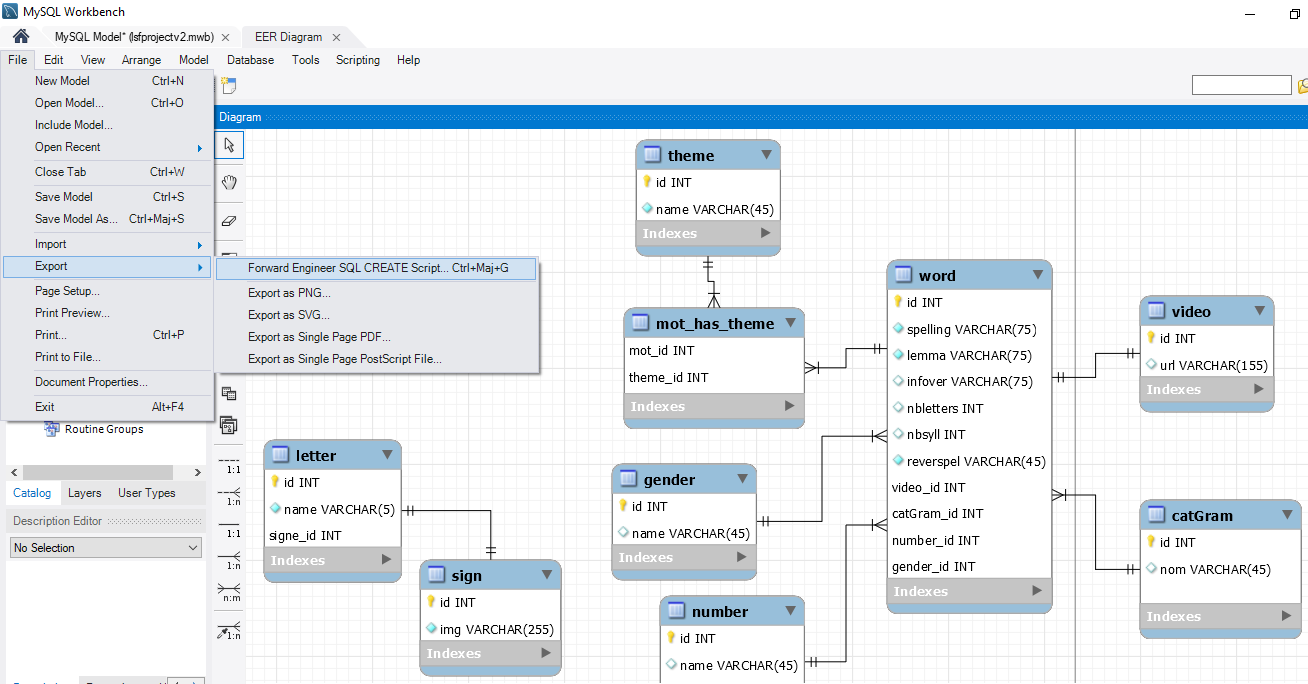 MySQL Workbench
MySQL Model* (lsfprojectv2.mwb)
EER Diagram
File Edit View Arrange Model Database Tools Scripting Help
New Model Ctrl+N
Open Model... Ctrl+O
Include Model...
Open Recent
Close Tab Ctrl+W
Save Model Ctrl+S
Save Model As... Ctrl+Maj+S
Import
Export
Page Setup...
Print Preview...
Print... Ctrl+P
Print to File...
Document Properties...
Exit Alt+F4
Forward Engineer SQL CREATE Script... Ctrl+Maj+G
Export as PNG...
Export as SVG...
Export as Single Page PDF...
Export as Single Page PostScript File...
Routine Groups
Catalog Layers User Types
Description Editor
No Selection
Diagram
1:1
1:n
1:1
1:n
n:m
1:n
theme
id INT
name VARCHAR(45)
Indexes
mot_has_theme
mot_id INT
theme_id INT
Indexes
word
id INT
spelling VARCHAR(75)
lemma VARCHAR(75)
infover VARCHAR(75)
nbletters INT
nbsyll INT
reverspel VARCHAR(45)
video_id INT
catGram_id INT
number_id INT
gender_id INT
Indexes
video
id INT
url VARCHAR(155)
Indexes
letter
id INT
name VARCHAR(5)
signe_id INT
Indexes
gender
id INT
name VARCHAR(45)
Indexes
catGram
id INT
nom VARCHAR(45)
Indexes
sign
id INT
img VARCHAR(255)
Indexes
number
id INT
name VARCHAR(45)